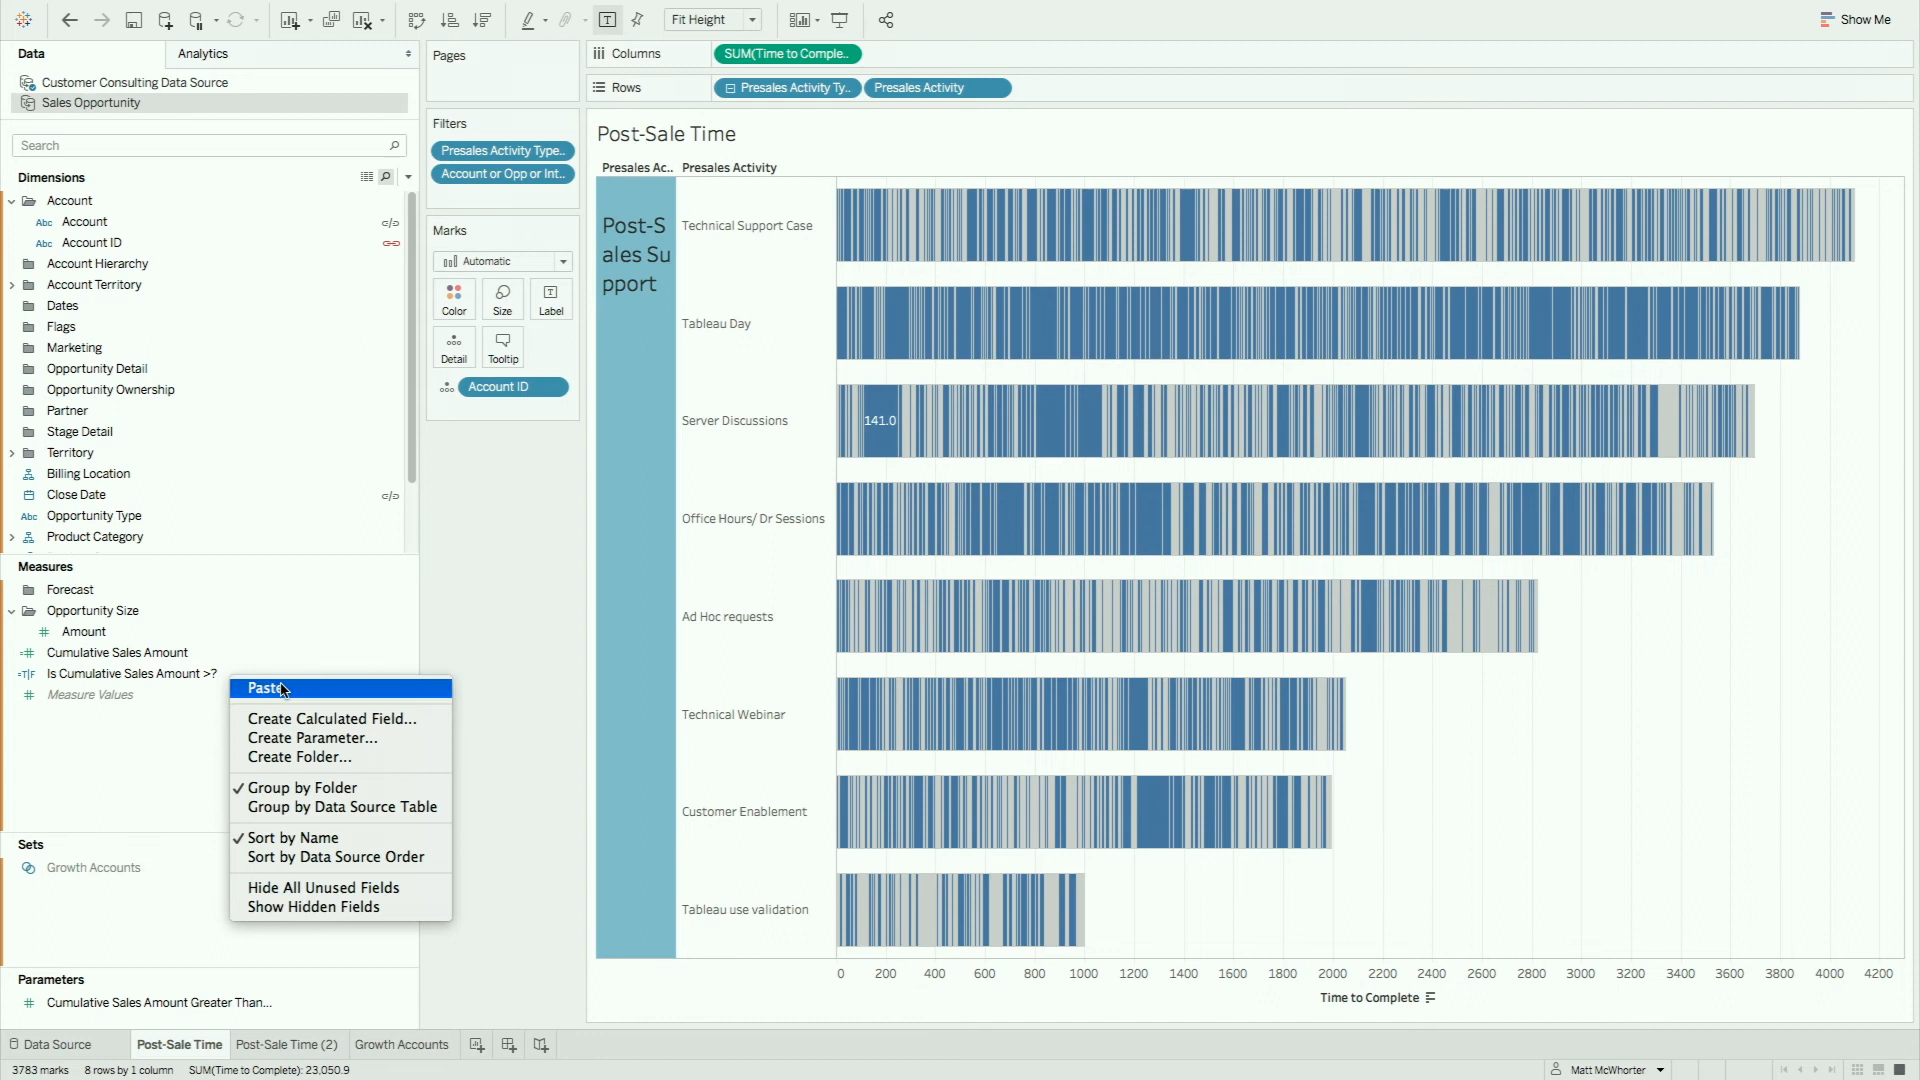 Fit Height
Show Me
Data
Analytics
Customer Consulting Data Source
Sales Opportunity
Search
Dimensions
Account
Abc Account
Abc Account ID
Account Hierarchy
Account Territory
Dates
Flags
Marketing
Opportunity Detail
Opportunity Ownership
Partner
Stage Detail
Territory
Billing Location
Close Date
Abc Opportunity Type
Product Category
Measures
Forecast
Opportunity Size
# Amount
=# Cumulative Sales Amount
=T|F Is Cumulative Sales Amount >?
# Measure Values
Paste
Create Calculated Field...
Create Parameter...
Create Folder...
✓ Group by Folder
Group by Data Source Table
✓ Sort by Name
Sort by Data Source Order
Hide All Unused Fields
Show Hidden Fields
Sets
Growth Accounts
Parameters
# Cumulative Sales Amount Greater Than...
Pages
Filters
Presales Activity Type..
Account or Opp or Int..
Marks
Automatic
Color
Size
Label
Detail
Tooltip
Account ID
Columns
SUM(Time to Comple..
Rows
Presales Activity Ty..
Presales Activity
Post-Sale Time
Presales Ac..
Presales Activity
Post-S
ales Su
pport
Technical Support Case
Tableau Day
Server Discussions
141.0
Office Hours/ Dr Sessions
Ad Hoc requests
Technical Webinar
Customer Enablement
Tableau use validation
0 200 400 600 800 1000 1200 1400 1600 1800 2000 2200 2400 2600 2800 3000 3200 3400 3600 3800 4000 4200
Time to Complete
Data Source
Post-Sale Time
Post-Sale Time (2)
Growth Accounts
3783 marks
8 rows by 1 column
SUM(Time to Complete): 23,050.9
Matt McWhorter